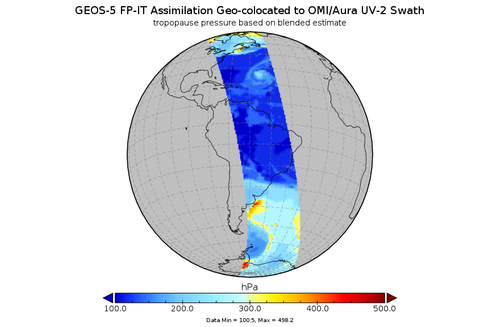 GEOS-5 FP-IT Assimilation Geo-colocated to OMI/Aura UV-2 Swath
tropopause pressure based on blended estimate
hPa
100.0 200.0 300.0 400.0 500.0
Data Min = 100.5, Max = 498.2